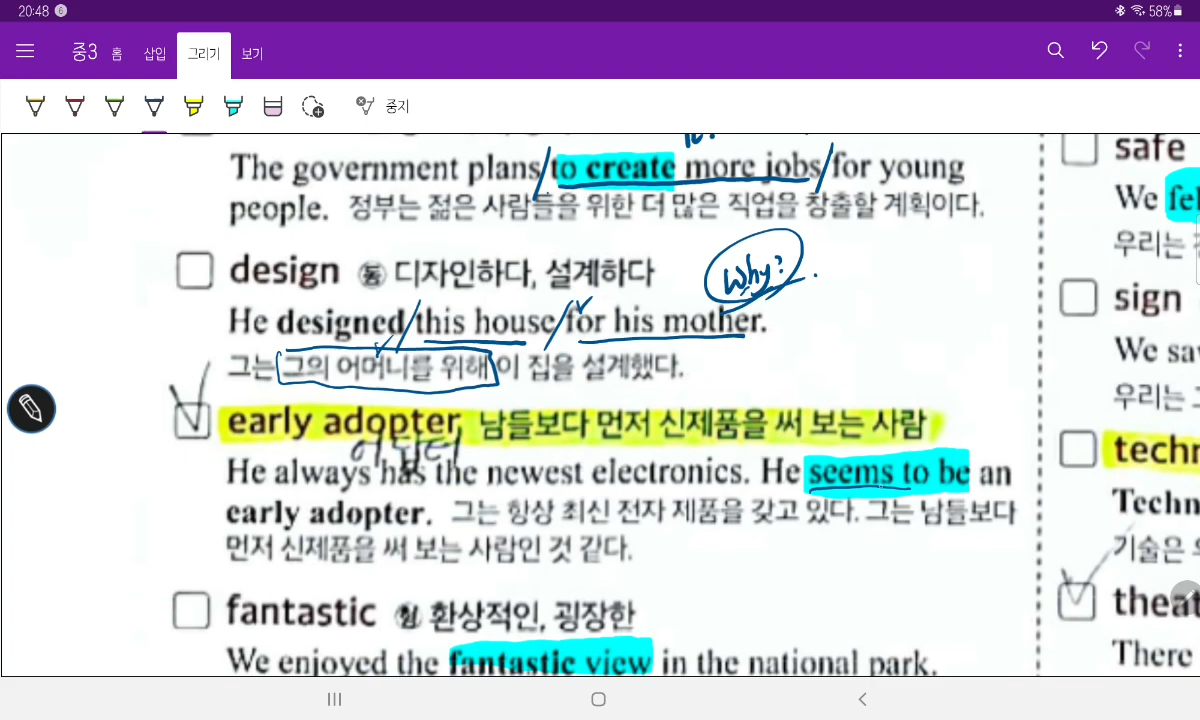 20:48 6 58%
중3 홈 삽입 그리기 보기
중지
The government plans to create more jobs for young
people. 정부는 젊은 사람들을 위한 더 많은 직업을 창출할 계획이다.
design 동 디자인하다, 설계하다
Why?
He designed this house for his mother.
그는 그의 어머니를 위해 이 집을 설계했다.
early adopter 남들보다 먼저 신제품을 써 보는 사람
어답터
He always has the newest electronics. He seems to be an
early adopter. 그는 항상 최신 전자 제품을 갖고 있다. 그는 남들보다
먼저 신제품을 써 보는 사람인 것 같다.
fantastic 형 환상적인, 굉장한
We enjoyed the fantastic view in the national park.
safe
We
우리는
sign
We
우리는
기술은
There